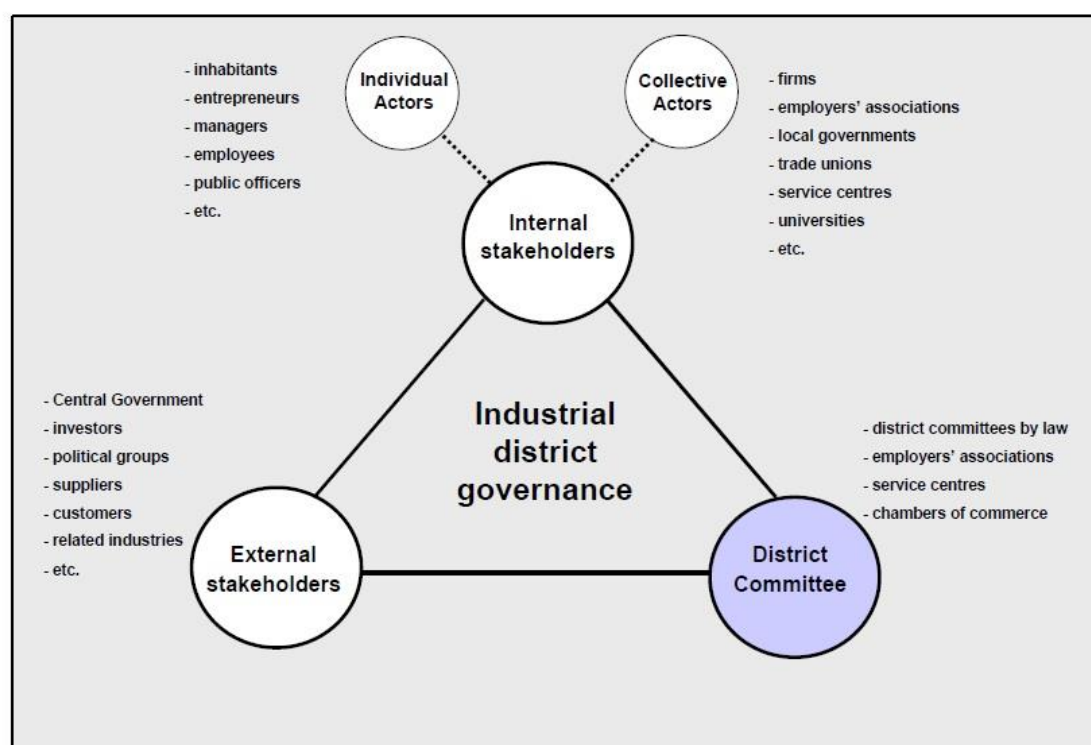 Individual
Actors
- inhabitants
- entrepreneurs
- managers
- employees
- public officers
- etc.
Collective
Actors
- firms
- employers' associations
- local governments
- trade unions
- service centres
- universities
- etc.
Internal
stakeholders
Industrial
district
governance
- Central Government
- investors
- political groups
- suppliers
- customers
- related industries
- etc.
External
stakeholders
- district committees by law
- employers' associations
- service centres
- chambers of commerce
District
Committee